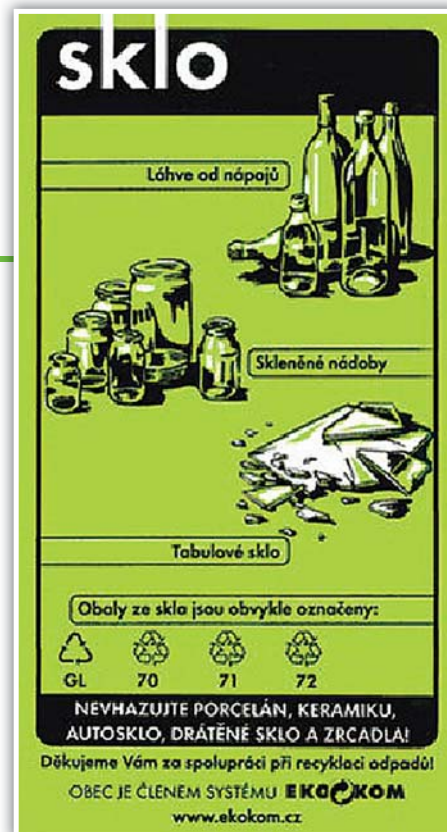 sklo
Láhve od nápojů
Skleněné nádoby
Tabulové sklo
Obaly ze skla jsou obvykle označeny:
GL 70 71 72
NEVHAZUJTE PORCELÁN, KERAMIKU,
AUTOSKLO, DRÁTĚNÉ SKLO A ZRCADLA!
Děkujeme Vám za spolupráci při recyklaci odpadů!
OBEC JE ČLENEM SYSTÉMU EKOKOM
www.ekokom.cz